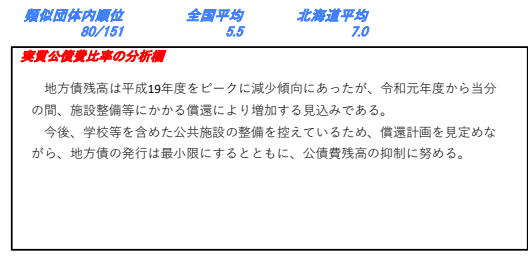 類似団体内順位 全国平均 北海道平均
80/151 5.5 7.0
実質公債費比率の分析欄
地方債残高は平成19年度をピークに減少傾向にあったが、令和元年度から当分
の間、施設整備等にかかる償還により増加する見込みである。
今後、学校等を含めた公共施設の整備を控えているため、償還計画を見定めな
がら、地方債の発行は最小限にするとともに、公債費残高の抑制に努める。